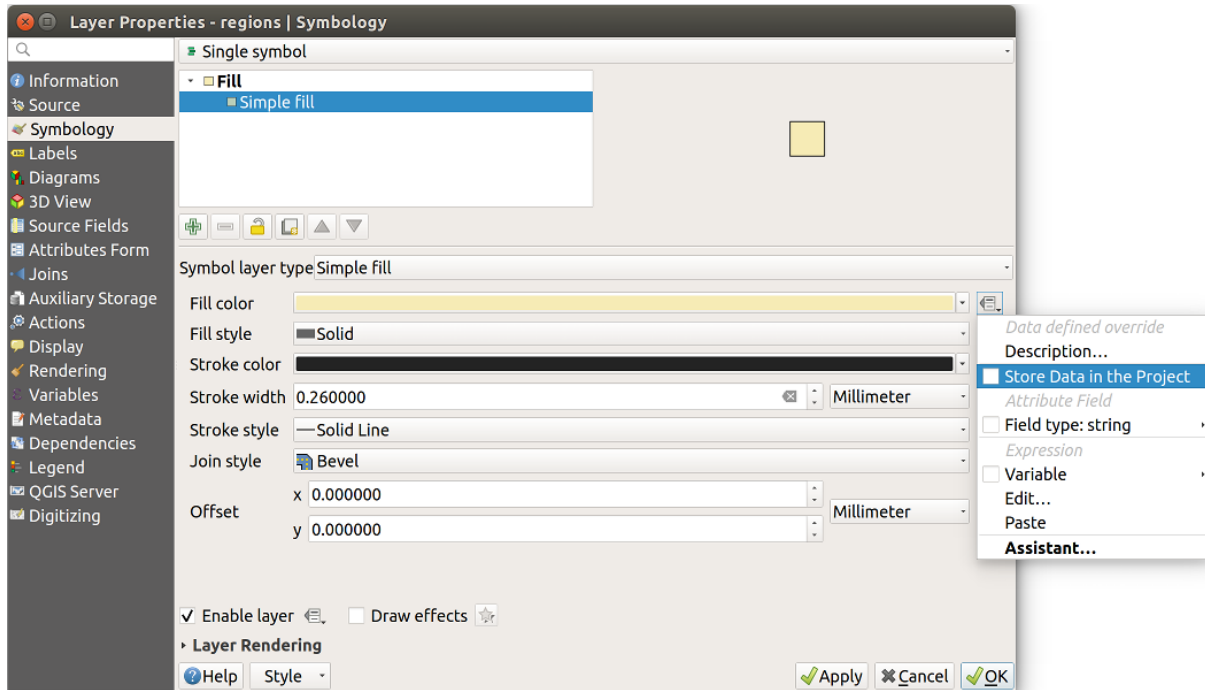 Layer Properties - regions | Symbology
Information
Source
Symbology
Labels
Diagrams
3D View
Source Fields
Attributes Form
Joins
Auxiliary Storage
Actions
Display
Rendering
Variables
Metadata
Dependencies
Legend
QGIS Server
Digitizing
Single symbol
Fill
Simple fill
Symbol layer type Simple fill
Fill color
Fill style Solid
Stroke color
Stroke width 0.260000 Millimeter
Stroke style Solid Line
Join style Bevel
Offset
x 0.000000
y 0.000000
Millimeter
Enable layer Draw effects
Layer Rendering
Help Style Apply Cancel OK
Data defined override
Description...
Store Data in the Project
Attribute Field
Field type: string
Expression
Variable
Edit...
Paste
Assistant...